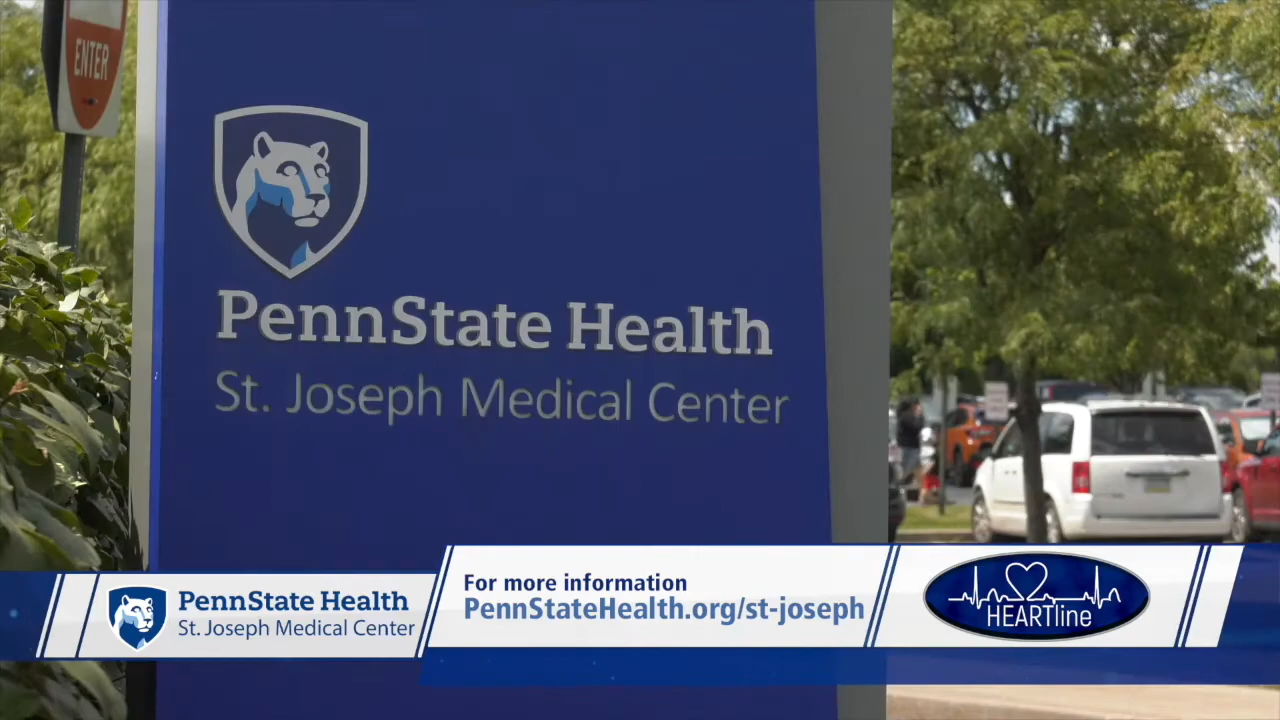 ENTER
PennState Health
St. Joseph Medical Center
PennState Health
St. Joseph Medical Center
For more information
PennStateHealth.org/st-joseph
HEARTline